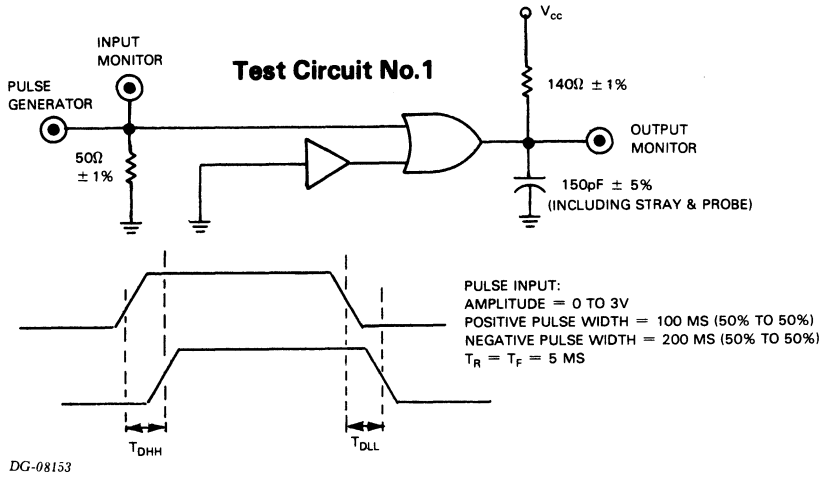 Test Circuit No.1
INPUT
MONITOR
PULSE
GENERATOR
50Ω
± 1%
Vcc
140Ω ± 1%
OUTPUT
MONITOR
150pF ± 5%
(INCLUDING STRAY & PROBE)
PULSE INPUT:
AMPLITUDE = 0 TO 3V
POSITIVE PULSE WIDTH = 100 MS (50% TO 50%)
NEGATIVE PULSE WIDTH = 200 MS (50% TO 50%)
TR = TF = 5 MS
TDHH
TDLL
DG-08153